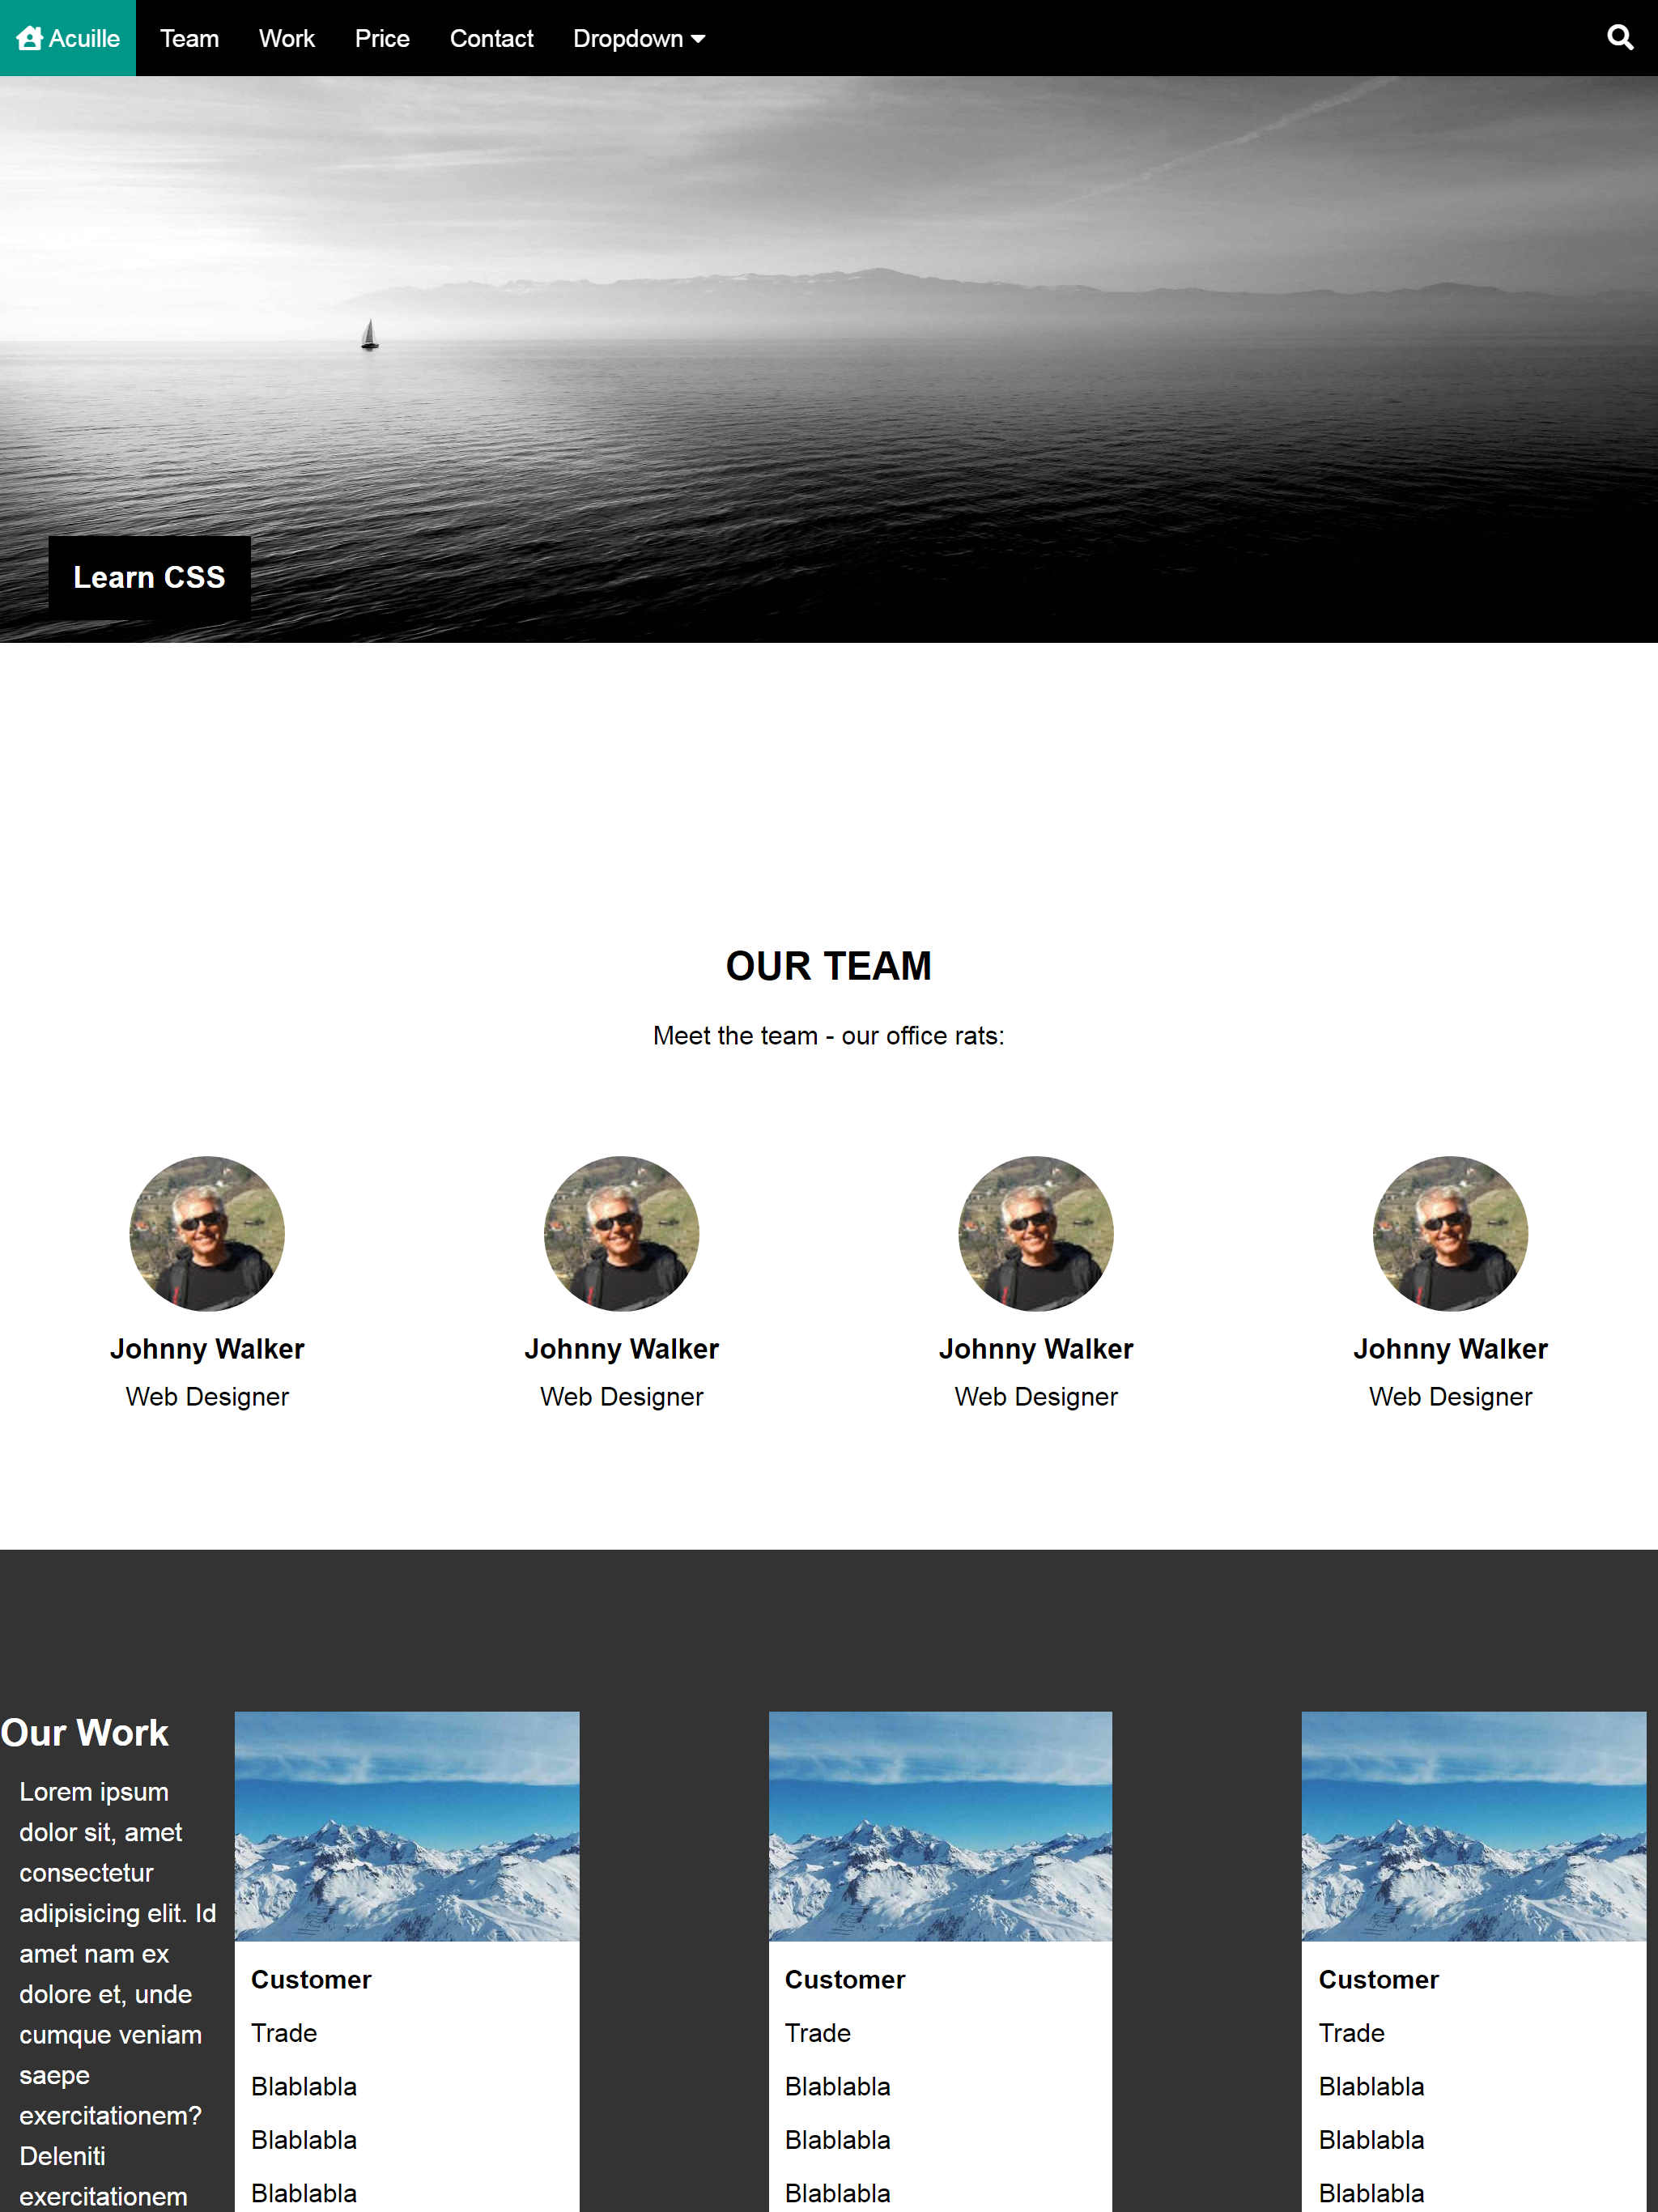 Acuille Team Work Price Contact Dropdown
Learn CSS
OUR TEAM
Meet the team - our office rats:
Johnny Walker
Web Designer
Johnny Walker
Web Designer
Johnny Walker
Web Designer
Johnny Walker
Web Designer
Our Work
Lorem ipsum
dolor sit, amet
consectetur
adipisicing elit. Id
amet nam ex
dolore et, unde
cumque veniam
saepe
exercitationem?
Deleniti
exercitationem
Customer
Trade
Blablabla
Blablabla
Blablabla
Customer
Trade
Blablabla
Blablabla
Blablabla
Customer
Trade
Blablabla
Blablabla
Blablabla